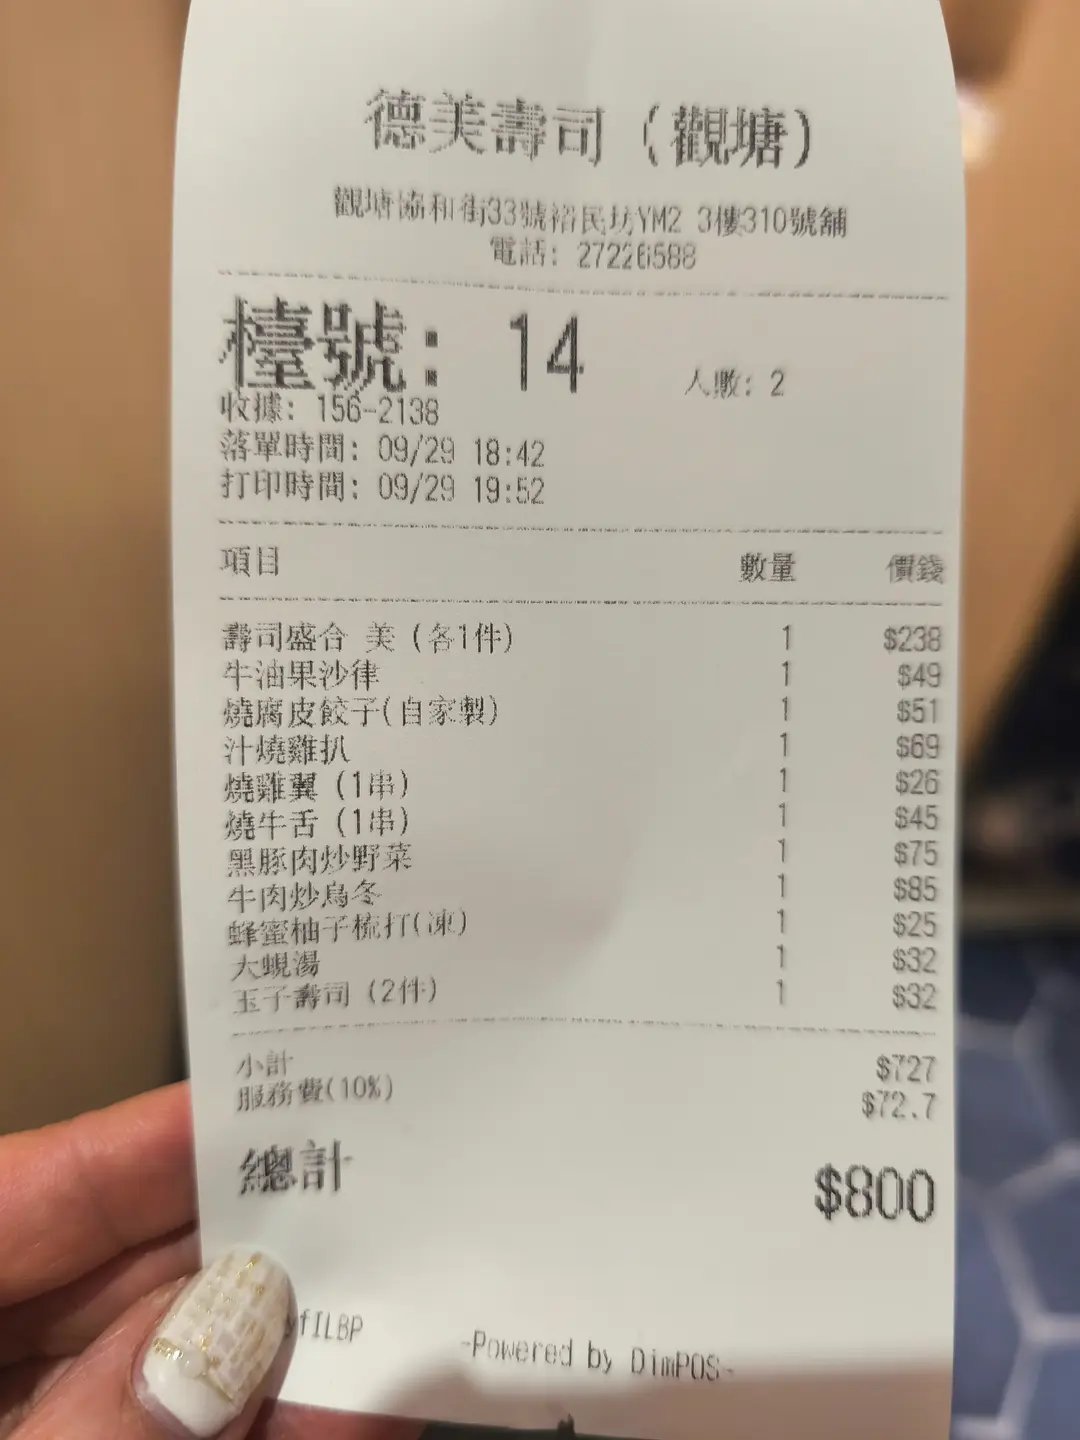 德美壽司（觀塘）
觀塘協和街33號裕民坊YM2 3樓310號舖
電話: 27226588
檯號: 14 人數: 2
收據: 156-2138
落單時間: 09/29 18:42
打印時間: 09/29 19:52
項目 數量 價錢
壽司盛合 美 (各1件) 1 $238
牛油果沙律 1 $49
燒腐皮餃子(自家製) 1 $51
汁燒雞扒 1 $69
燒雞翼 (1串) 1 $26
燒牛舌 (1串) 1 $45
黑豚肉炒野菜 1 $75
牛肉炒烏冬 1 $85
蜂蜜柚子梳打(凍) 1 $25
大蜆湯 1 $32
玉子壽司 (2件) 1 $32
小計 $727
服務費(10%) $72.7
總計 $800
-Powered by DimPOS-